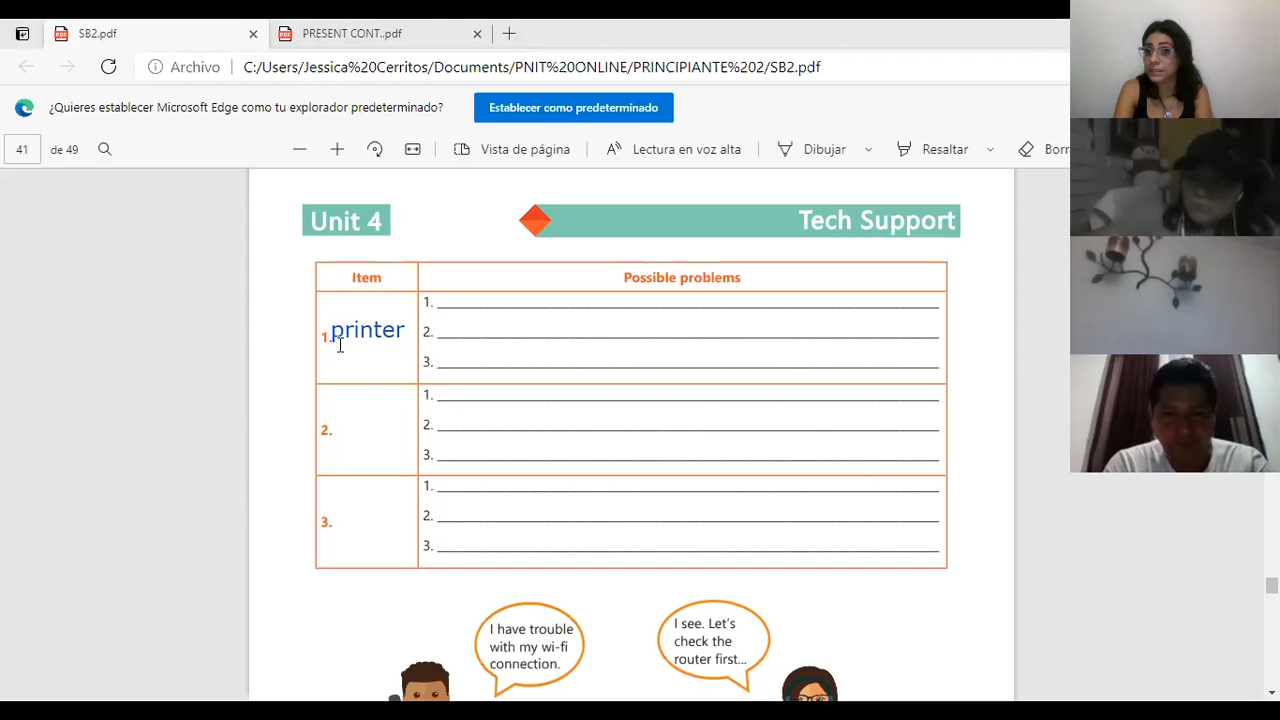 SB2.pdf
PRESENT CONT..pdf
Archivo C:/Users/Jessica%20Cerritos/Documents/PNIT%20ONLINE/PRINCIPIANTE%202/SB2.pdf
¿Quieres establecer Microsoft Edge como tu explorador predeterminado? Establecer como predeterminado
41 de 49 Vista de página Lectura en voz alta Dibujar Resaltar Borr
Unit 4 Tech Support
Item Possible problems
1. printer
1.
2.
3.
2.
1.
2.
3.
3.
1.
2.
3.
I have trouble
with my wi-fi
connection.
I see. Let's
check the
router first...